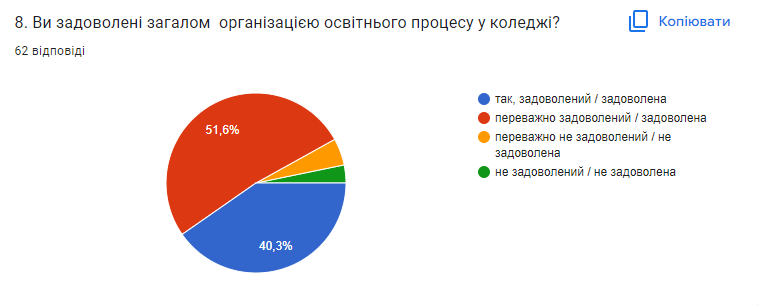 8. Ви задоволені загалом  організацією освітнього процесу у коледжі?
Копіювати
62 відповіді
51,6%
40,3%
так, задоволений / задоволена
переважно задоволений / задоволена
переважно не задоволений / не
задоволена
не задоволений / не задоволена